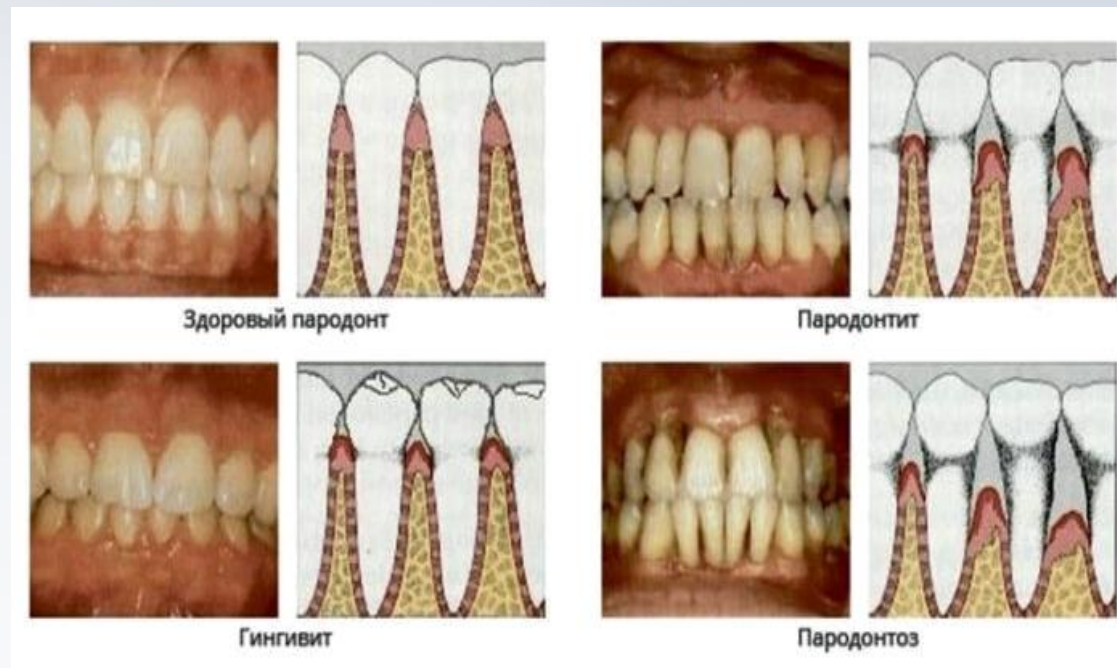 Здоровый пародонт
Пародонтит
Гингивит
Пародонтоз